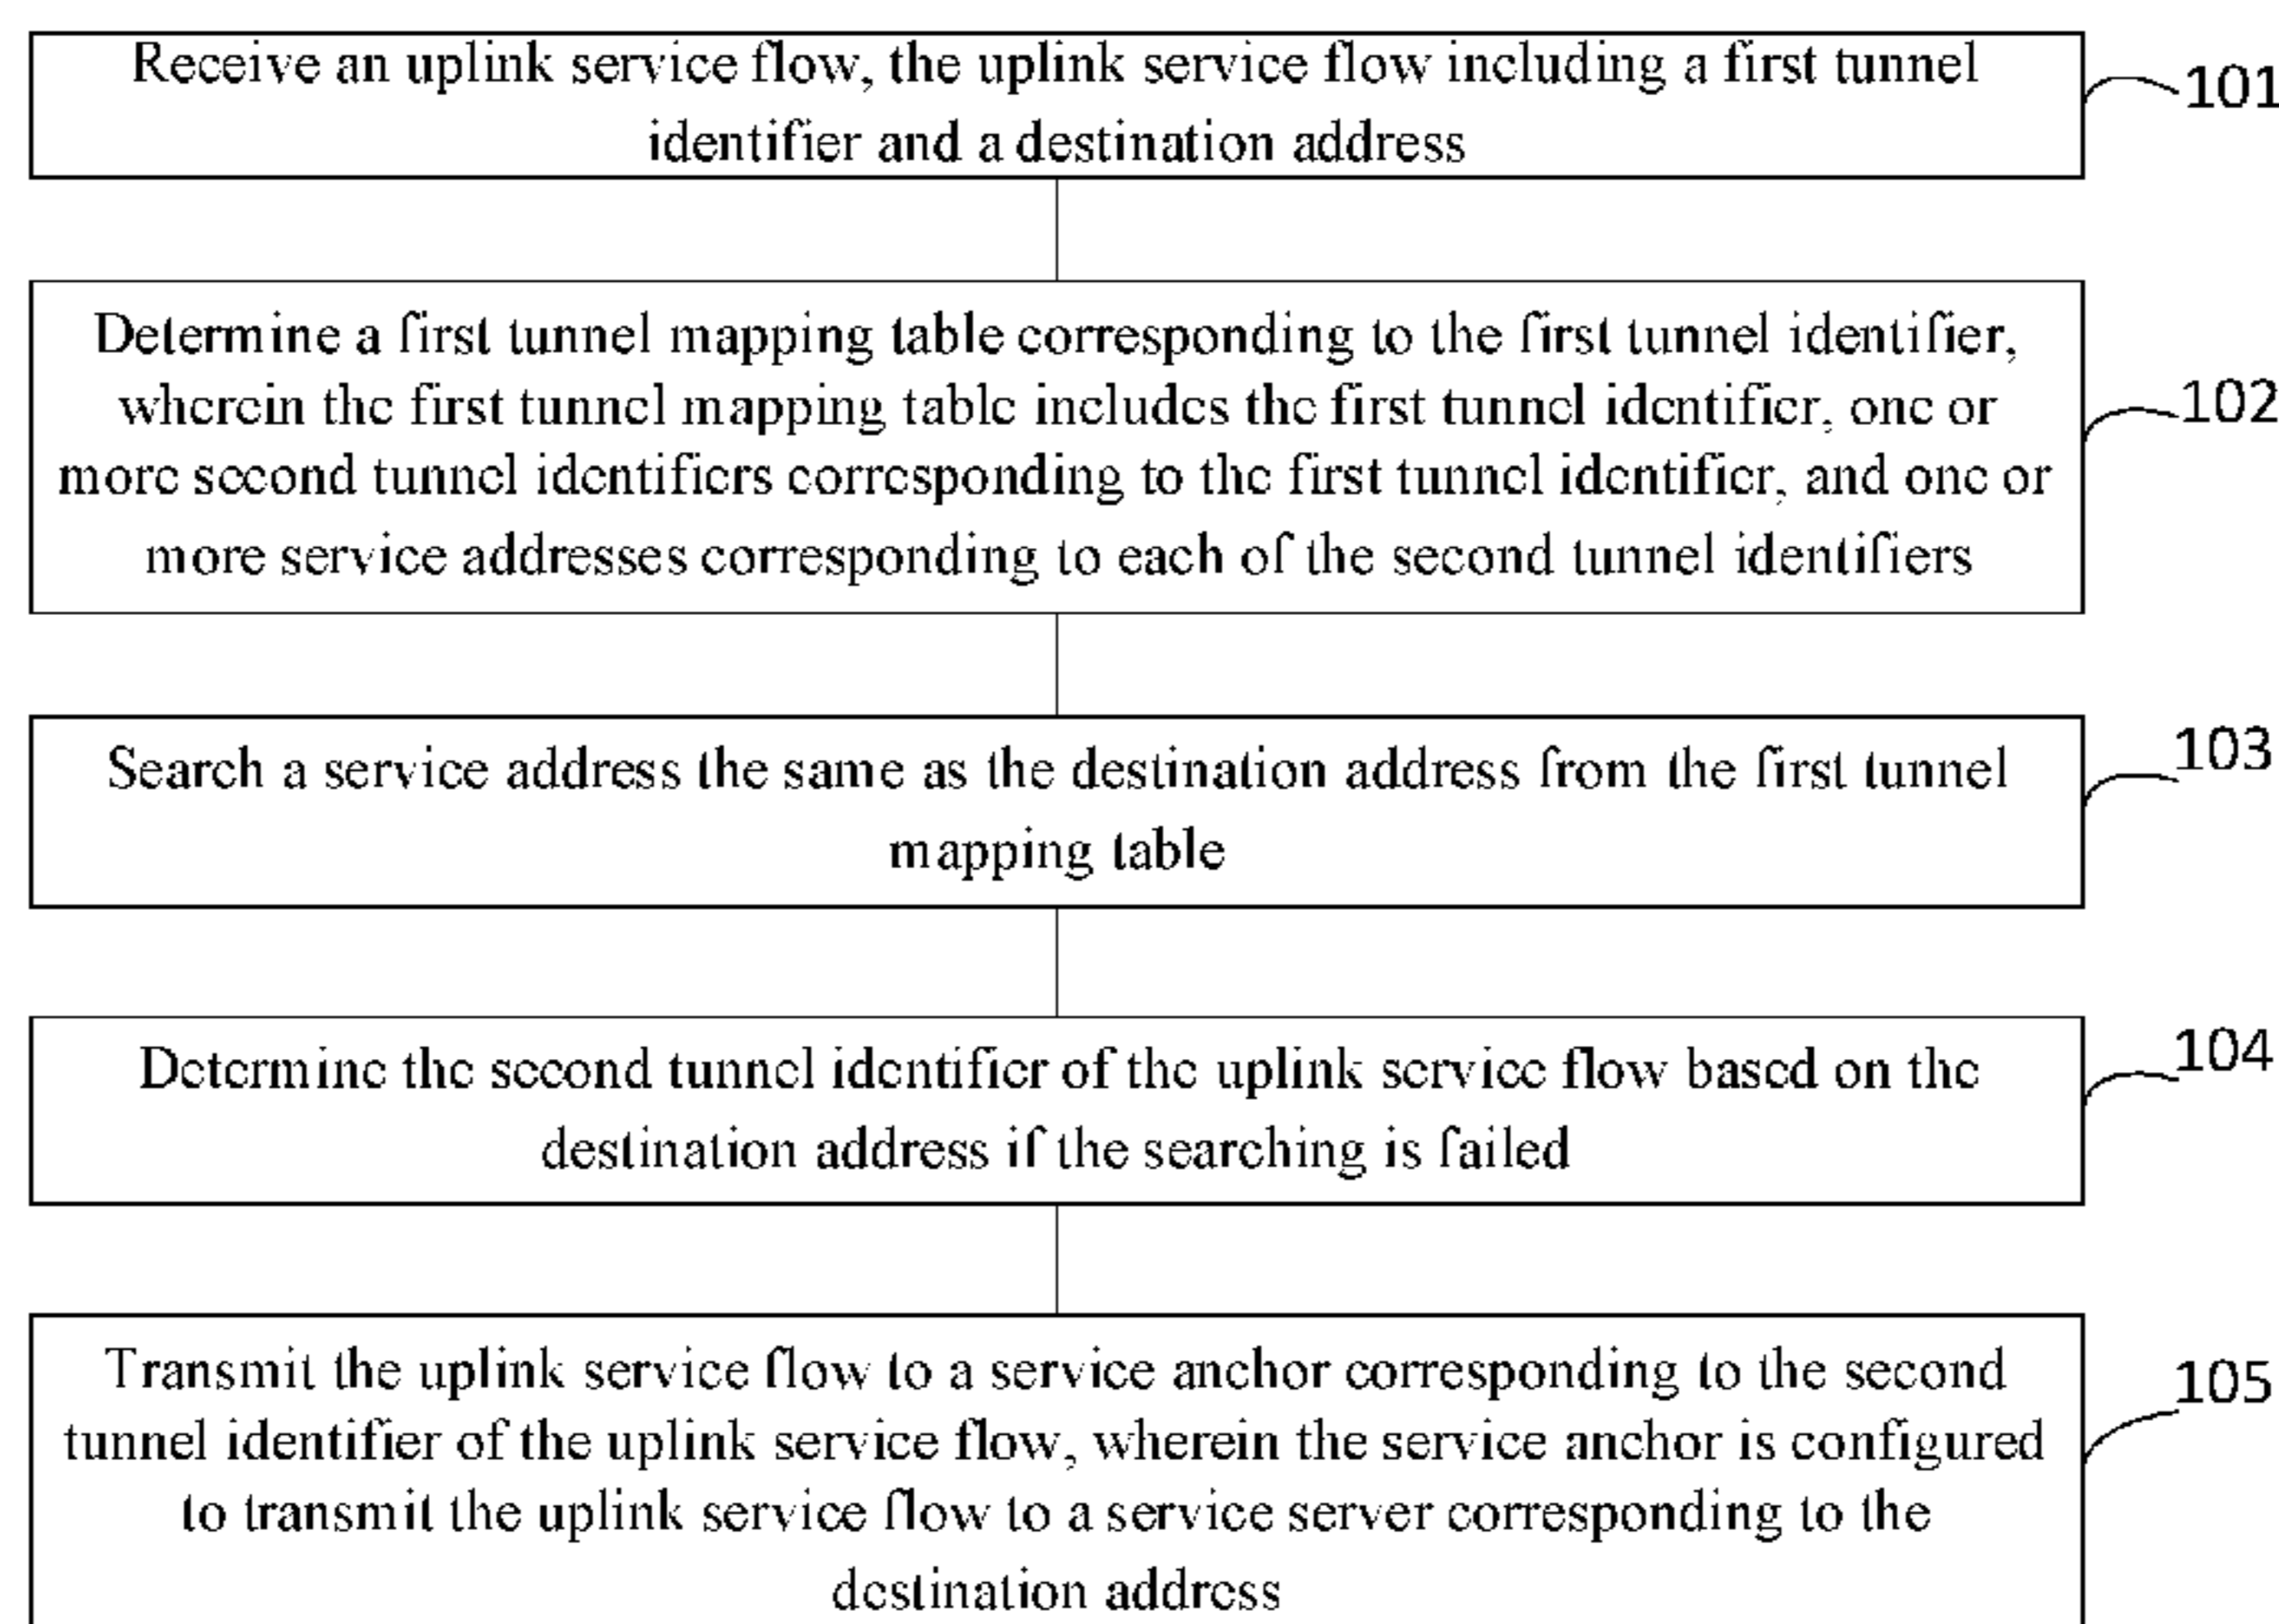 Receive an uplink service flow, the uplink service flow including a first tunnel
identifier and a destination address
101
Determine a first tunnel mapping table corresponding to the first tunnel identifier,
wherein the first tunnel mapping table includes the first tunnel identifier, one or
more second tunnel identifiers corresponding to the first tunnel identifier, and one or
more service addresses corresponding to each of the second tunnel identifiers
102
Search a service address the same as the destination address from the first tunnel
mapping table
103
Determine the second tunnel identifier of the uplink service flow based on the
destination address if the searching is failed
104
Transmit the uplink service flow to a service anchor corresponding to the second
tunnel identifier of the uplink service flow, wherein the service anchor is configured
to transmit the uplink service flow to a service server corresponding to the
destination address
105